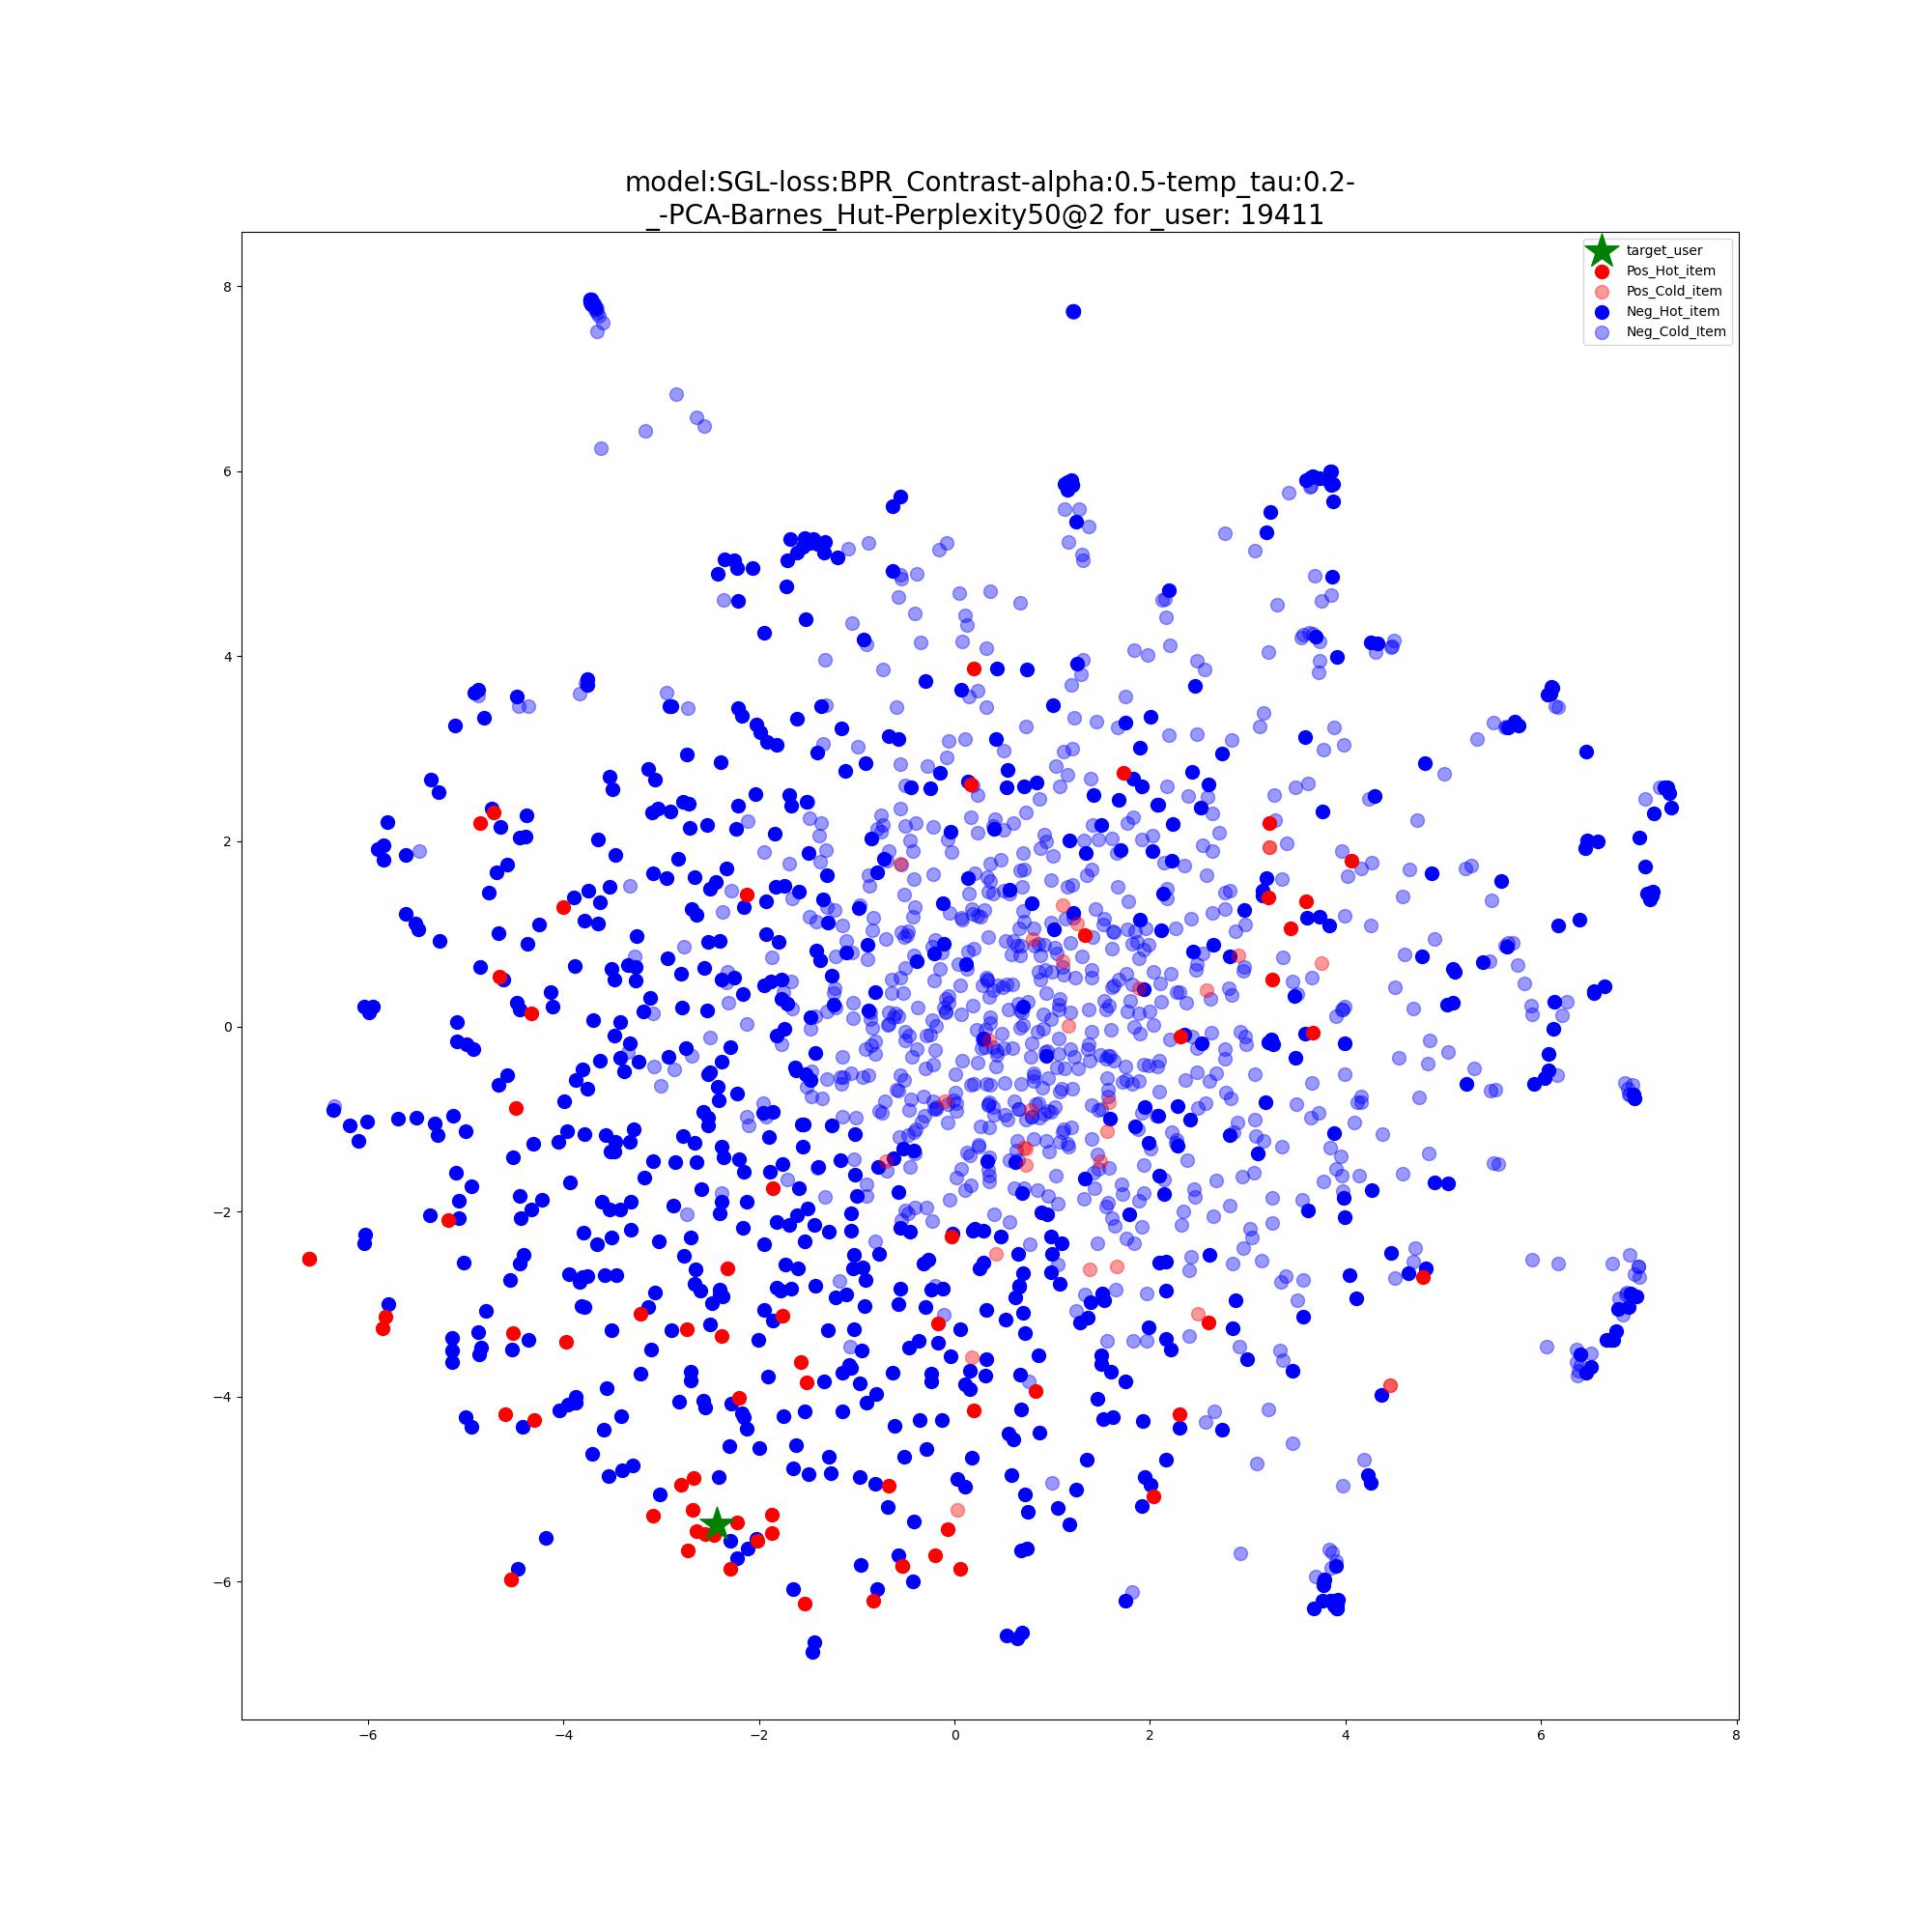 model:SGL-loss:BPR_Contrast-alpha:0.5-temp_tau:0.2-
_-PCA-Barnes_Hut-Perplexity50@2 for_user: 19411
target_user
Pos_Hot_item
Pos_Cold_item
Neg_Hot_item
Neg_Cold_Item
8
6
4
2
0
−2
−4
−6
−6 −4 −2 0 2 4 6 8